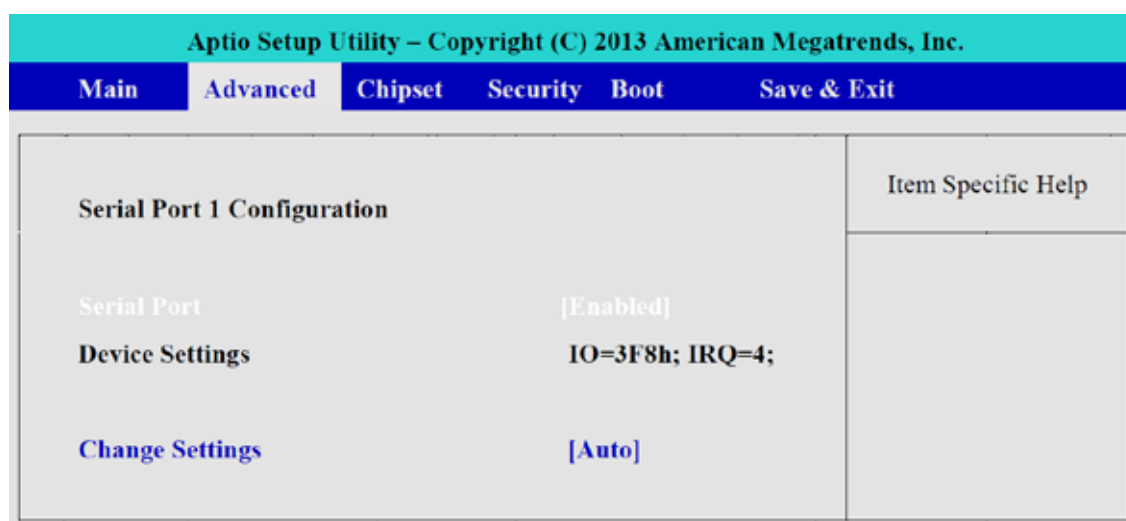 Aptio Setup Utility – Copyright (C) 2013 American Megatrends, Inc.
Main Advanced Chipset Security Boot Save & Exit
Serial Port 1 Configuration
Item Specific Help
Serial Port [Enabled]
Device Settings IO=3F8h; IRQ=4;
Change Settings [Auto]